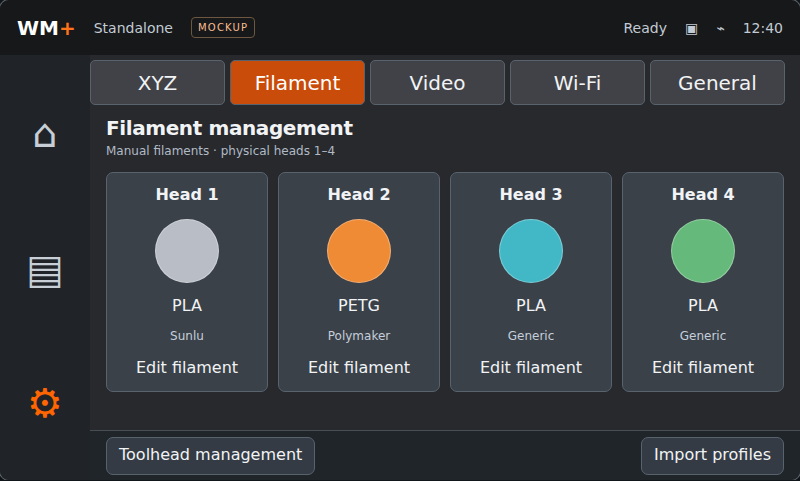 WM+ Standalone MOCKUP Ready 12:40
XYZ Filament Video Wi-Fi General
Filament management
Manual filaments · physical heads 1–4
Head 1 Head 2 Head 3 Head 4
PLA PETG PLA PLA
Sunlu Polymaker Generic Generic
Edit filament Edit filament Edit filament Edit filament
Toolhead management Import profiles